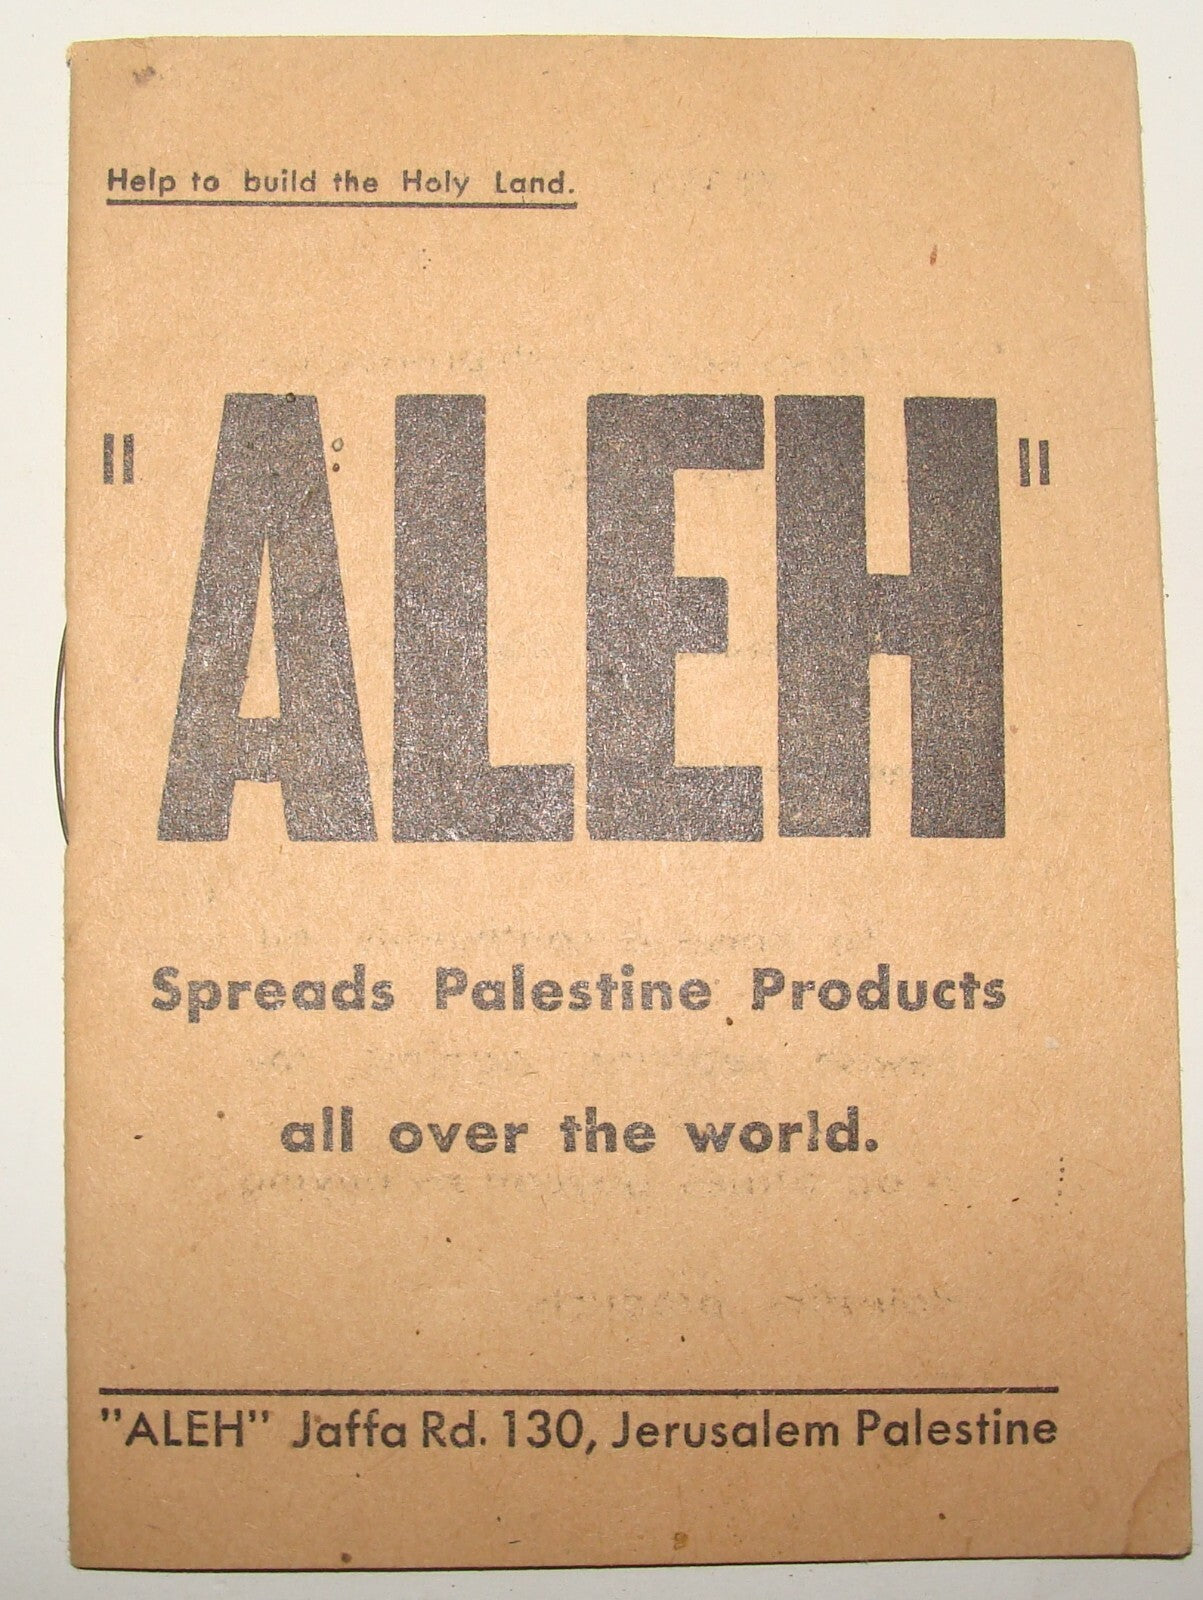 Help to build the Holy Land.
"ALEH"
Spreads Palestine Products
all over the world.
"ALEH" Jaffa Rd. 130, Jerusalem Palestine